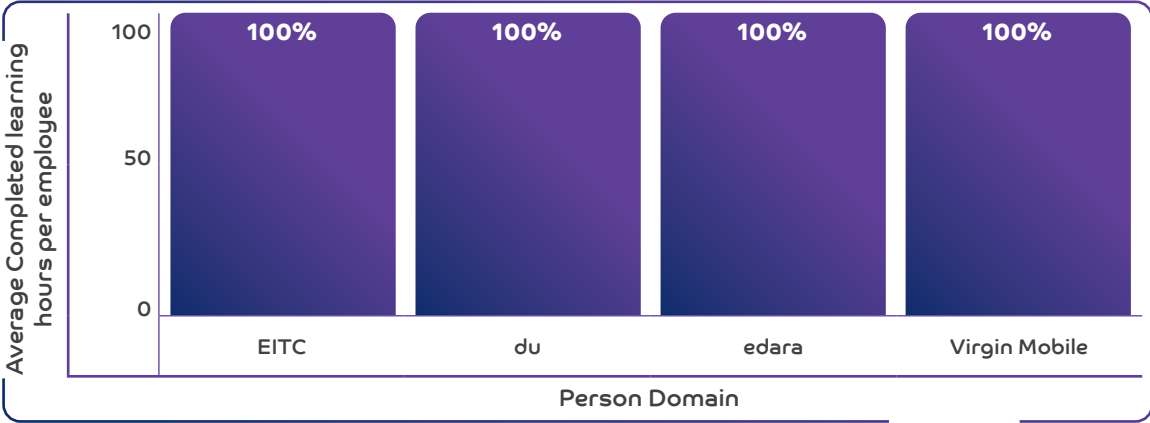 Average Completed learning
hours per employee
100
50
0
100%
100%
100%
100%
EITC
du
edara
Virgin Mobile
Person Domain